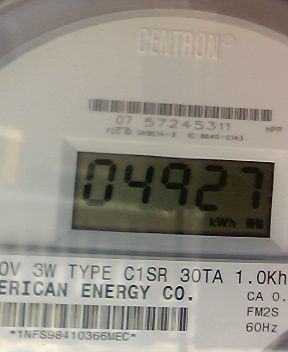 CENTRON®
07 57245311
HPP
04927
kWh
0V 3W TYPE C1SR 30TA 1.0Kh
ERICAN ENERGY CO.
CA 0.
FM2S
60Hz
*1NFS98410366MEC*